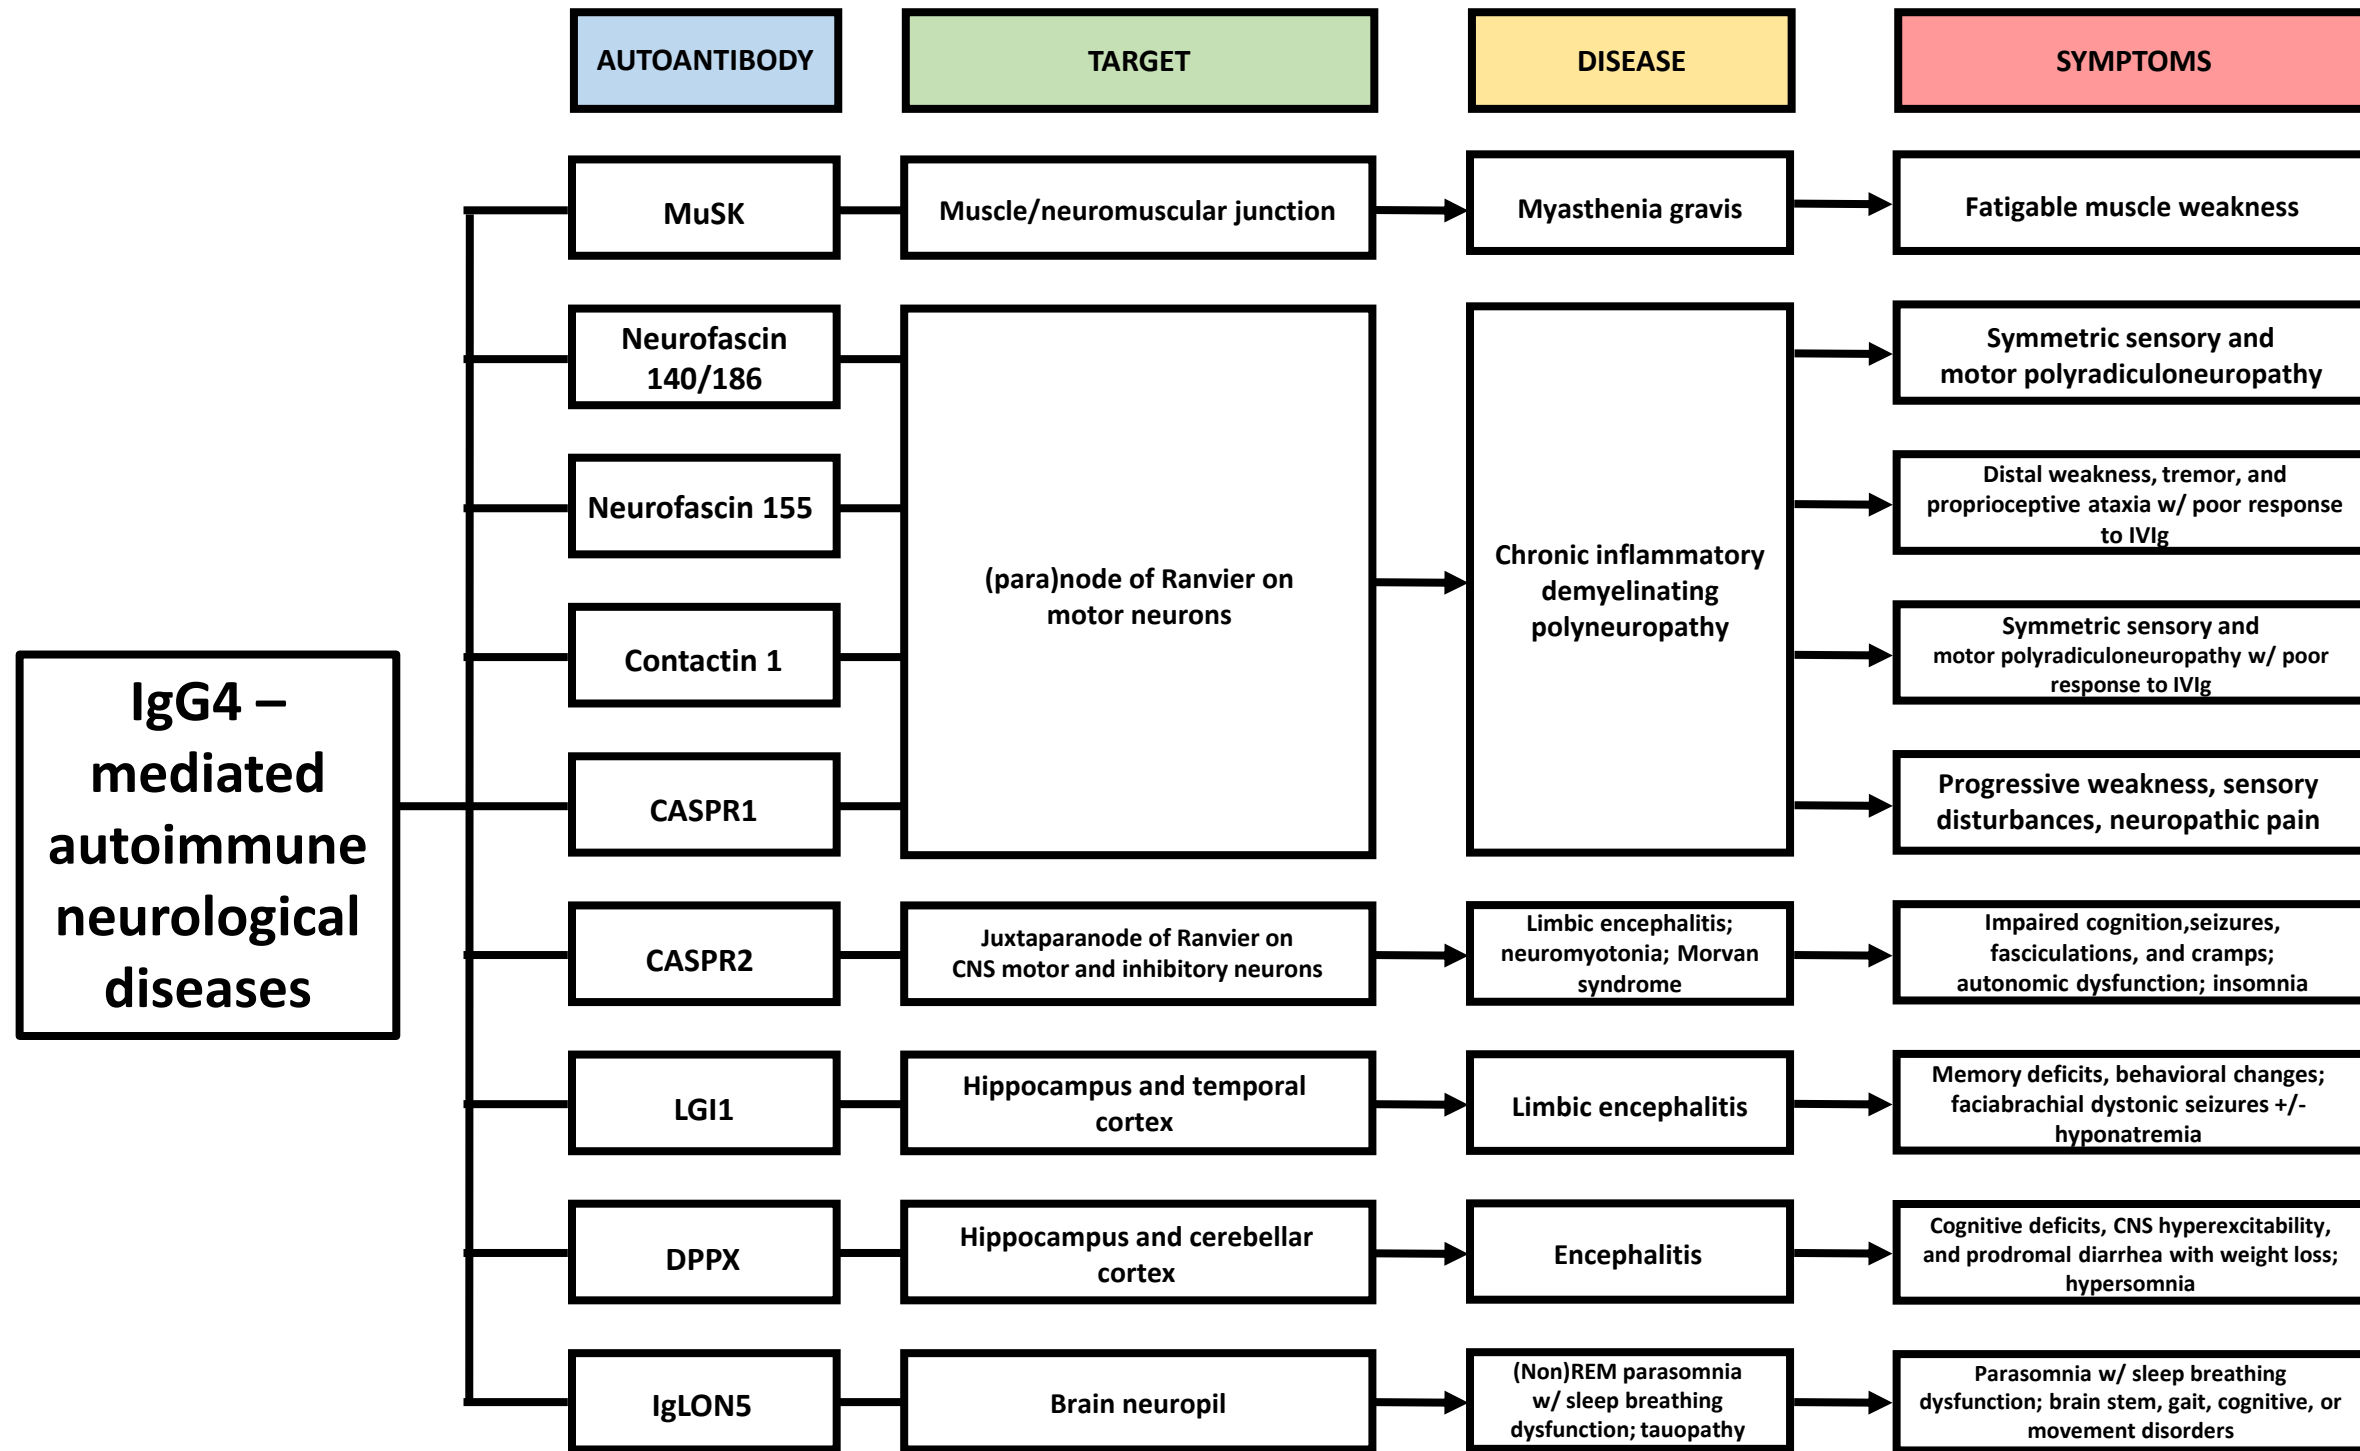 AUTOANTIBODY
TARGET
DISEASE
SYMPTOMS
IgG4 –
mediated
autoimmune
neurological
diseases
MuSK
Muscle/neuromuscular junction
Myasthenia gravis
Fatigable muscle weakness
Neurofascin
140/186
Neurofascin 155
Contactin 1
CASPR1
(para)node of Ranvier on
motor neurons
Chronic inflammatory
demyelinating
polyneuropathy
Symmetric sensory and
motor polyradiculoneuropathy
Distal weakness, tremor, and
proprioceptive ataxia w/ poor response
to IVIg
Symmetric sensory and
motor polyradiculoneuropathy w/ poor
response to IVIg
Progressive weakness, sensory
disturbances, neuropathic pain
CASPR2
Juxtaparanode of Ranvier on
CNS motor and inhibitory neurons
Limbic encephalitis;
neuromyotonia; Morvan
syndrome
Impaired cognition,seizures,
fasciculations, and cramps;
autonomic dysfunction; insomnia
LGI1
Hippocampus and temporal
cortex
Limbic encephalitis
Memory deficits, behavioral changes;
faciabrachial dystonic seizures +/-
hyponatremia
DPPX
Hippocampus and cerebellar
cortex
Encephalitis
Cognitive deficits, CNS hyperexcitability,
and prodromal diarrhea with weight loss;
hypersomnia
IgLON5
Brain neuropil
(Non)REM parasomnia
w/ sleep breathing
dysfunction; tauopathy
Parasomnia w/ sleep breathing
dysfunction; brain stem, gait, cognitive, or
movement disorders